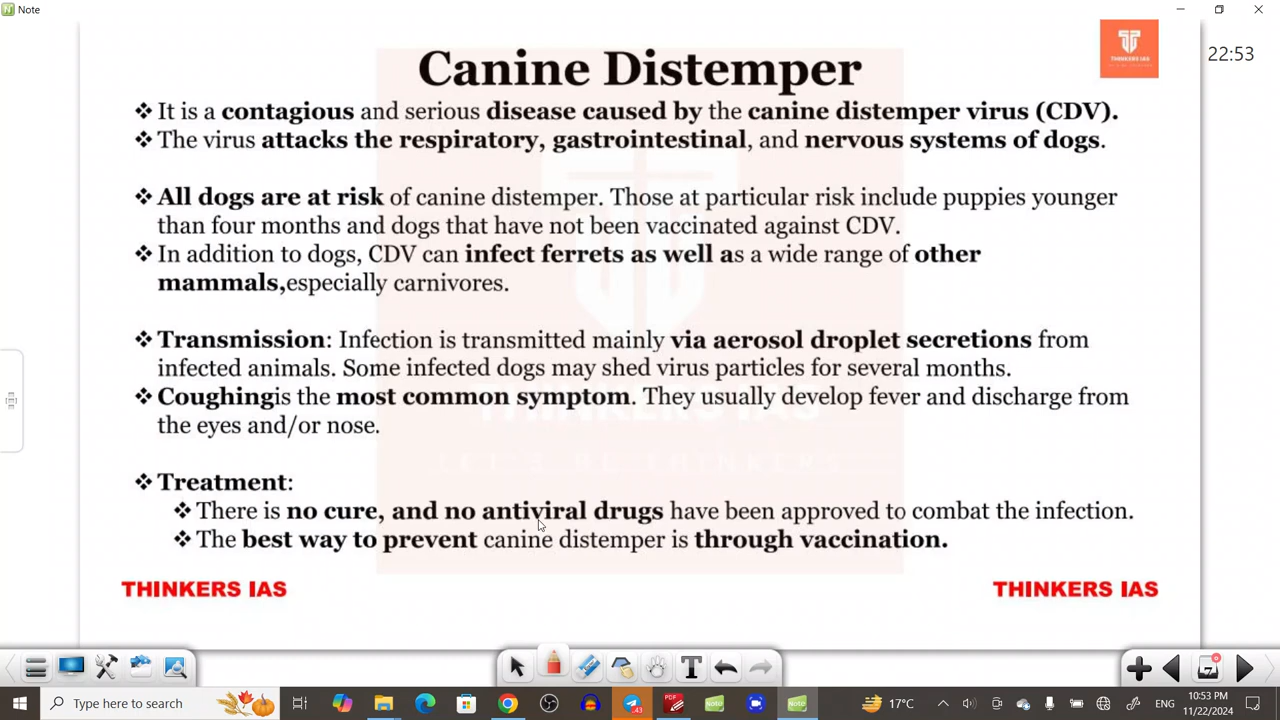 Note
THINKERS IAS
22:53
Canine Distemper
❖ It is a contagious and serious disease caused by the canine distemper virus (CDV).
❖ The virus attacks the respiratory, gastrointestinal, and nervous systems of dogs.
❖ All dogs are at risk of canine distemper. Those at particular risk include puppies younger
than four months and dogs that have not been vaccinated against CDV.
❖ In addition to dogs, CDV can infect ferrets as well as a wide range of other
mammals,especially carnivores.
❖ Transmission: Infection is transmitted mainly via aerosol droplet secretions from
infected animals. Some infected dogs may shed virus particles for several months.
❖ Coughingis the most common symptom. They usually develop fever and discharge from
the eyes and/or nose.
❖ Treatment:
❖ There is no cure, and no antiviral drugs have been approved to combat the infection.
❖ The best way to prevent canine distemper is through vaccination.
THINKERS IAS
THINKERS IAS
Type here to search
17°C
ENG
10:53 PM
11/22/2024